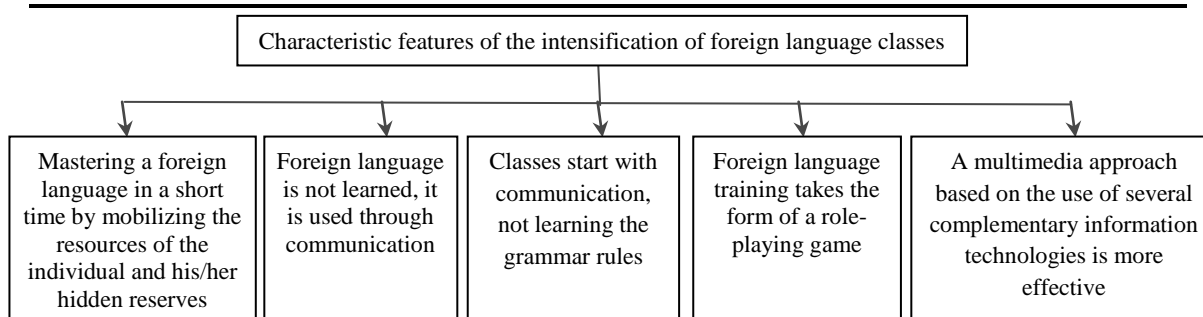 Characteristic features of the intensification of foreign language classes
Mastering a foreign
language in a short
time by mobilizing the
resources of the
individual and his/her
hidden reserves
Foreign language
is not learned, it
is used through
communication
Classes start with
communication,
not learning the
grammar rules
Foreign language
training takes the
form of a role-
playing game
A multimedia approach
based on the use of several
complementary information
technologies is more
effective